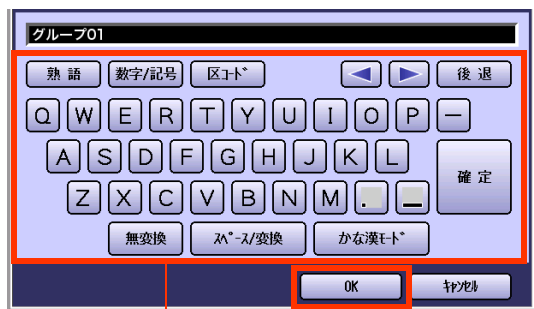 グループ01
熟 語 数字/記号 区ｺｰﾄﾞ 後 退
Q W E R T Y U I O P ー
A S D F G H J K L 確 定
Z X C V B N M . _
無変換 ｽﾍﾟｰｽ/変換 かな漢ﾓｰﾄﾞ
OK ｷｬﾝｾﾙ